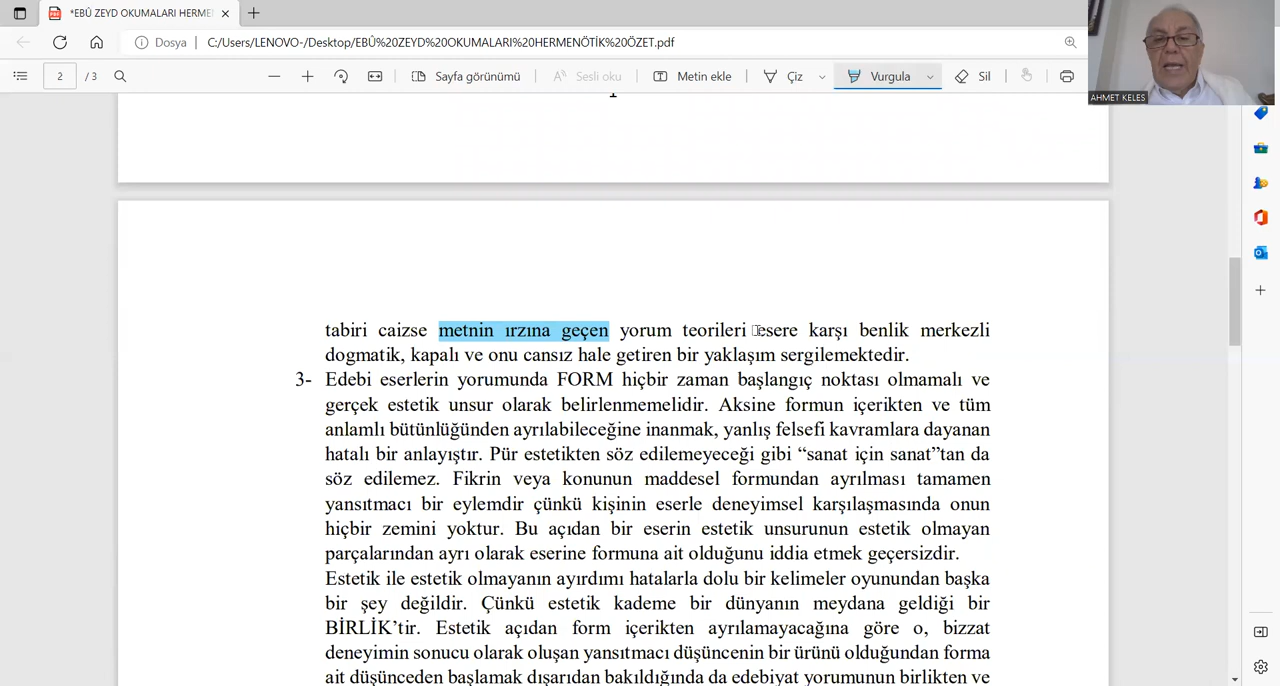 *EBÛ ZEYD OKUMALARI HERMEN
Dosya
C:/Users/LENOVO-/Desktop/EBÛ%20ZEYD%20OKUMALARI%20HERMENÖTİK%20ÖZET.pdf
2 / 3
Sayfa görünümü
Sesli oku
Metin ekle
Çiz
Vurgula
Sil
AHMET KELES
tabiri caizse metnin ırzına geçen yorum teorileri esere karşı benlik merkezli
dogmatik, kapalı ve onu cansız hale getiren bir yaklaşım sergilemektedir.
3- Edebi eserlerin yorumunda FORM hiçbir zaman başlangıç noktası olmamalı ve
gerçek estetik unsur olarak belirlenmemelidir. Aksine formun içerikten ve tüm
anlamlı bütünlüğünden ayrılabileceğine inanmak, yanlış felsefi kavramlara dayanan
hatalı bir anlayıştır. Pür estetikten söz edilemeyeceği gibi “sanat için sanat”tan da
söz edilemez. Fikrin veya konunun maddesel formundan ayrılması tamamen
yansıtmacı bir eylemdir çünkü kişinin eserle deneyimsel karşılaşmasında onun
hiçbir zemini yoktur. Bu açıdan bir eserin estetik unsurunun estetik olmayan
parçalarından ayrı olarak eserine formuna ait olduğunu iddia etmek geçersizdir.
Estetik ile estetik olmayanın ayırdımı hatalarla dolu bir kelimeler oyunundan başka
bir şey değildir. Çünkü estetik kademe bir dünyanın meydana geldiği bir
BİRLİK’tir. Estetik açıdan form içerikten ayrılamayacağına göre o, bizzat
deneyimin sonucu olarak oluşan yansıtmacı düşüncenin bir ürünü olduğundan forma
ait düşünceden başlamak dışarıdan bakıldığında da edebiyat yorumunun birlikten ve